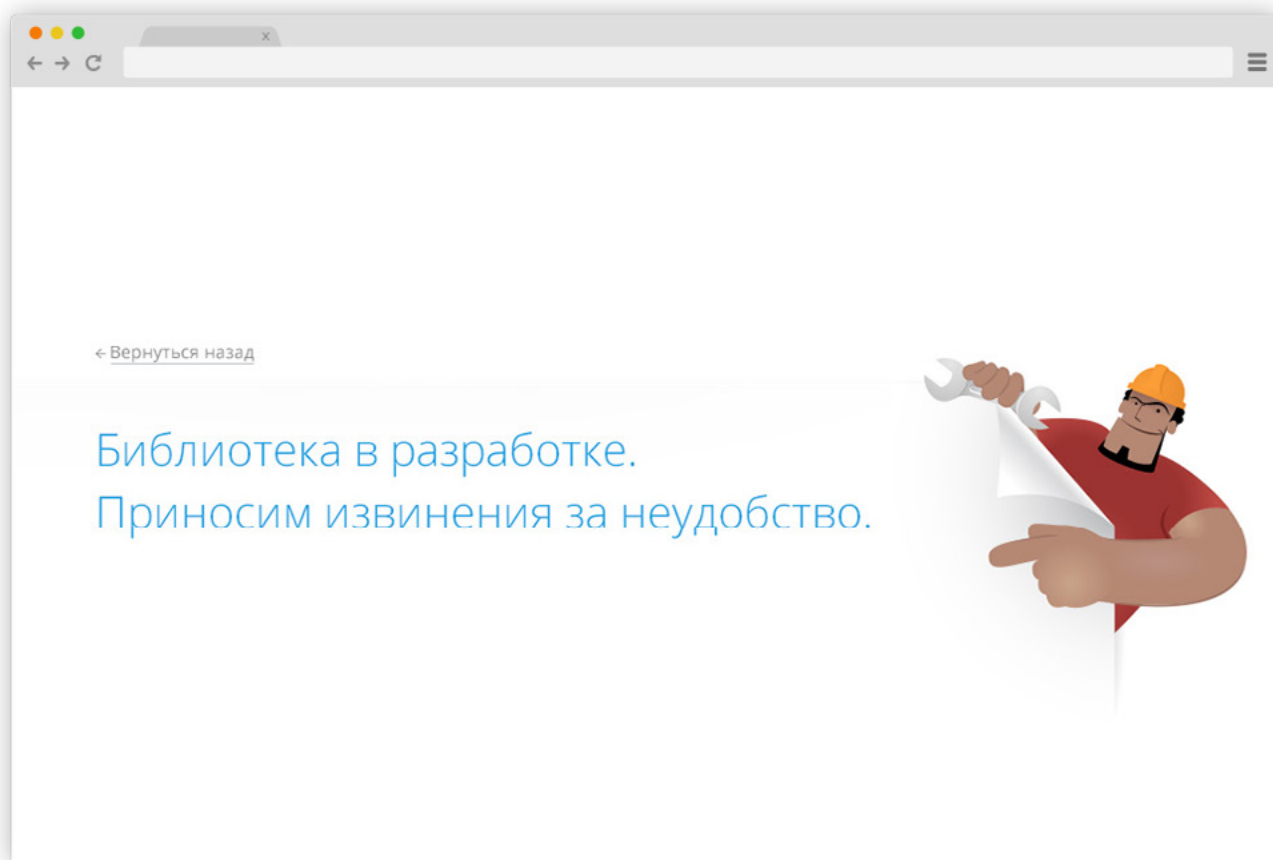 x
← Вернуться назад
Библиотека в разработке.
Приносим извинения за неудобство.